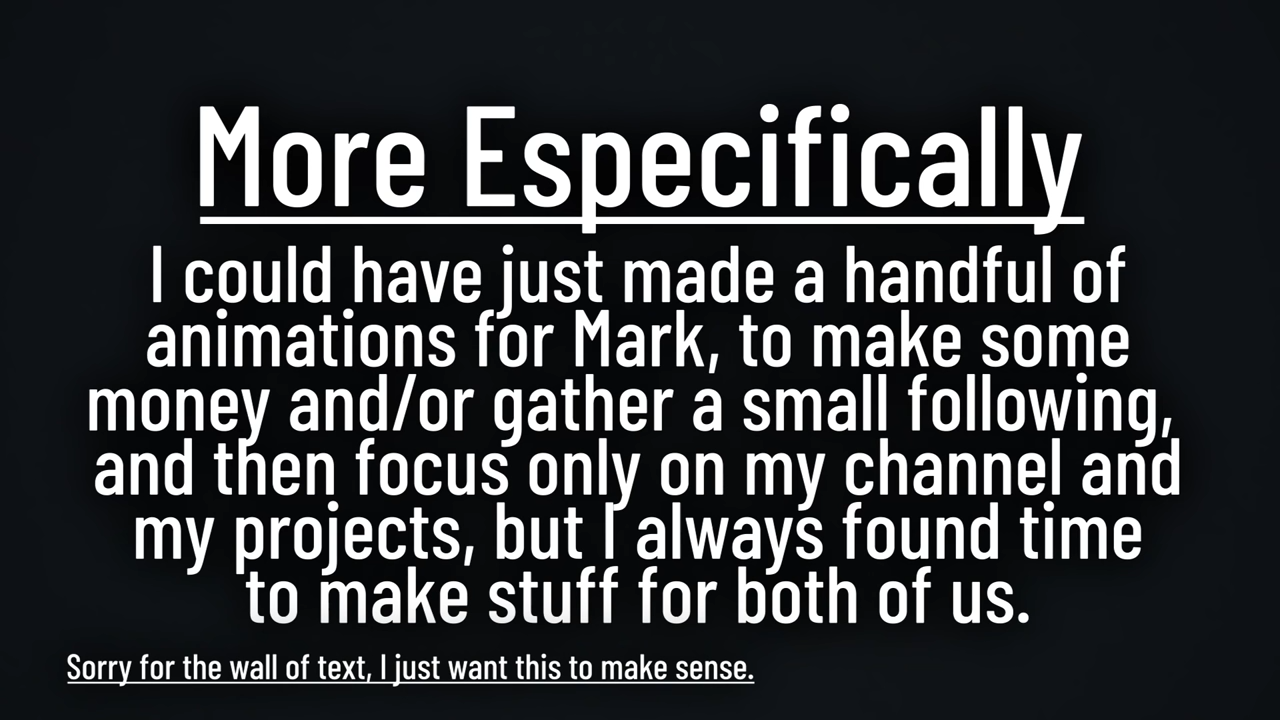 More Especifically
I could have just made a handful of
animations for Mark, to make some
money and/or gather a small following,
and then focus only on my channel and
my projects, but I always found time
to make stuff for both of us.
Sorry for the wall of text, I just want this to make sense.